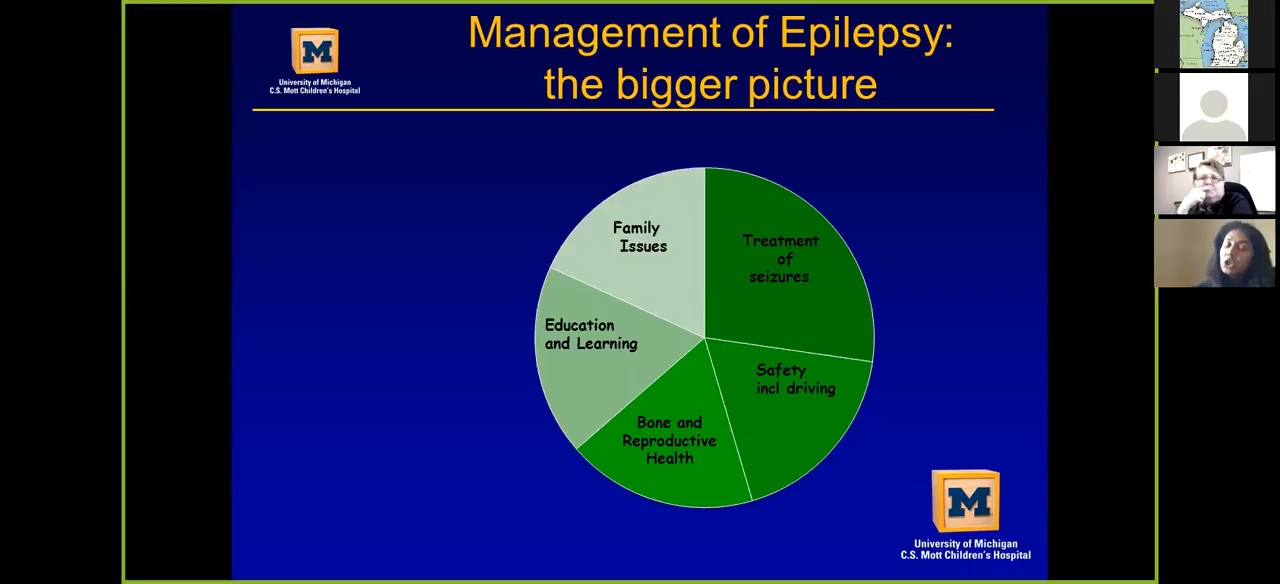 Management of Epilepsy:
the bigger picture
M
University of Michigan
C.S. Mott Children's Hospital
Family
Issues
Treatment
of
seizures
Education
and Learning
Safety
incl driving
Bone and
Reproductive
Health
M
University of Michigan
C.S. Mott Children's Hospital